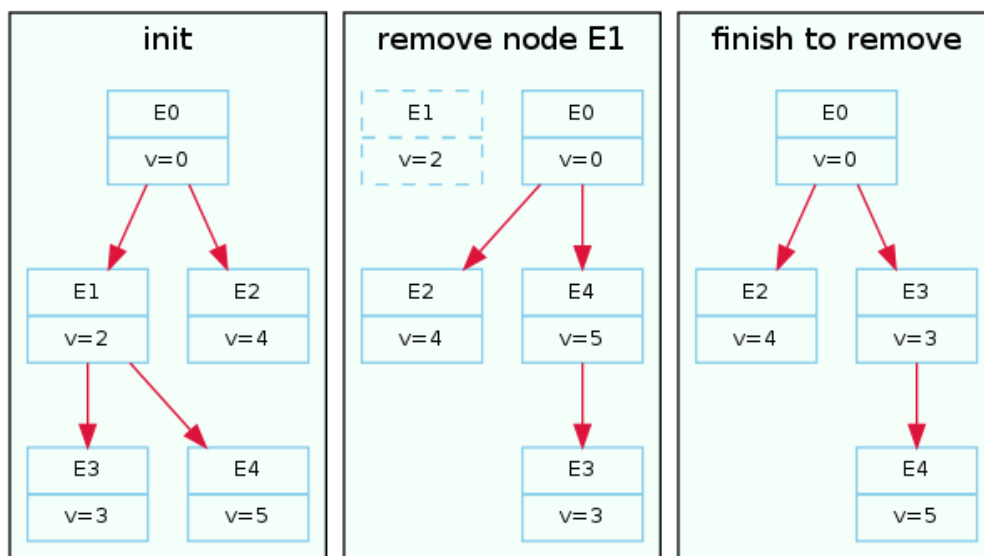 init
E0
v=0
E1
v=2
E2
v=4
E3
v=3
E4
v=5
remove node E1
E1
v=2
E0
v=0
E2
v=4
E4
v=5
E3
v=3
finish to remove
E0
v=0
E2
v=4
E3
v=3
E4
v=5